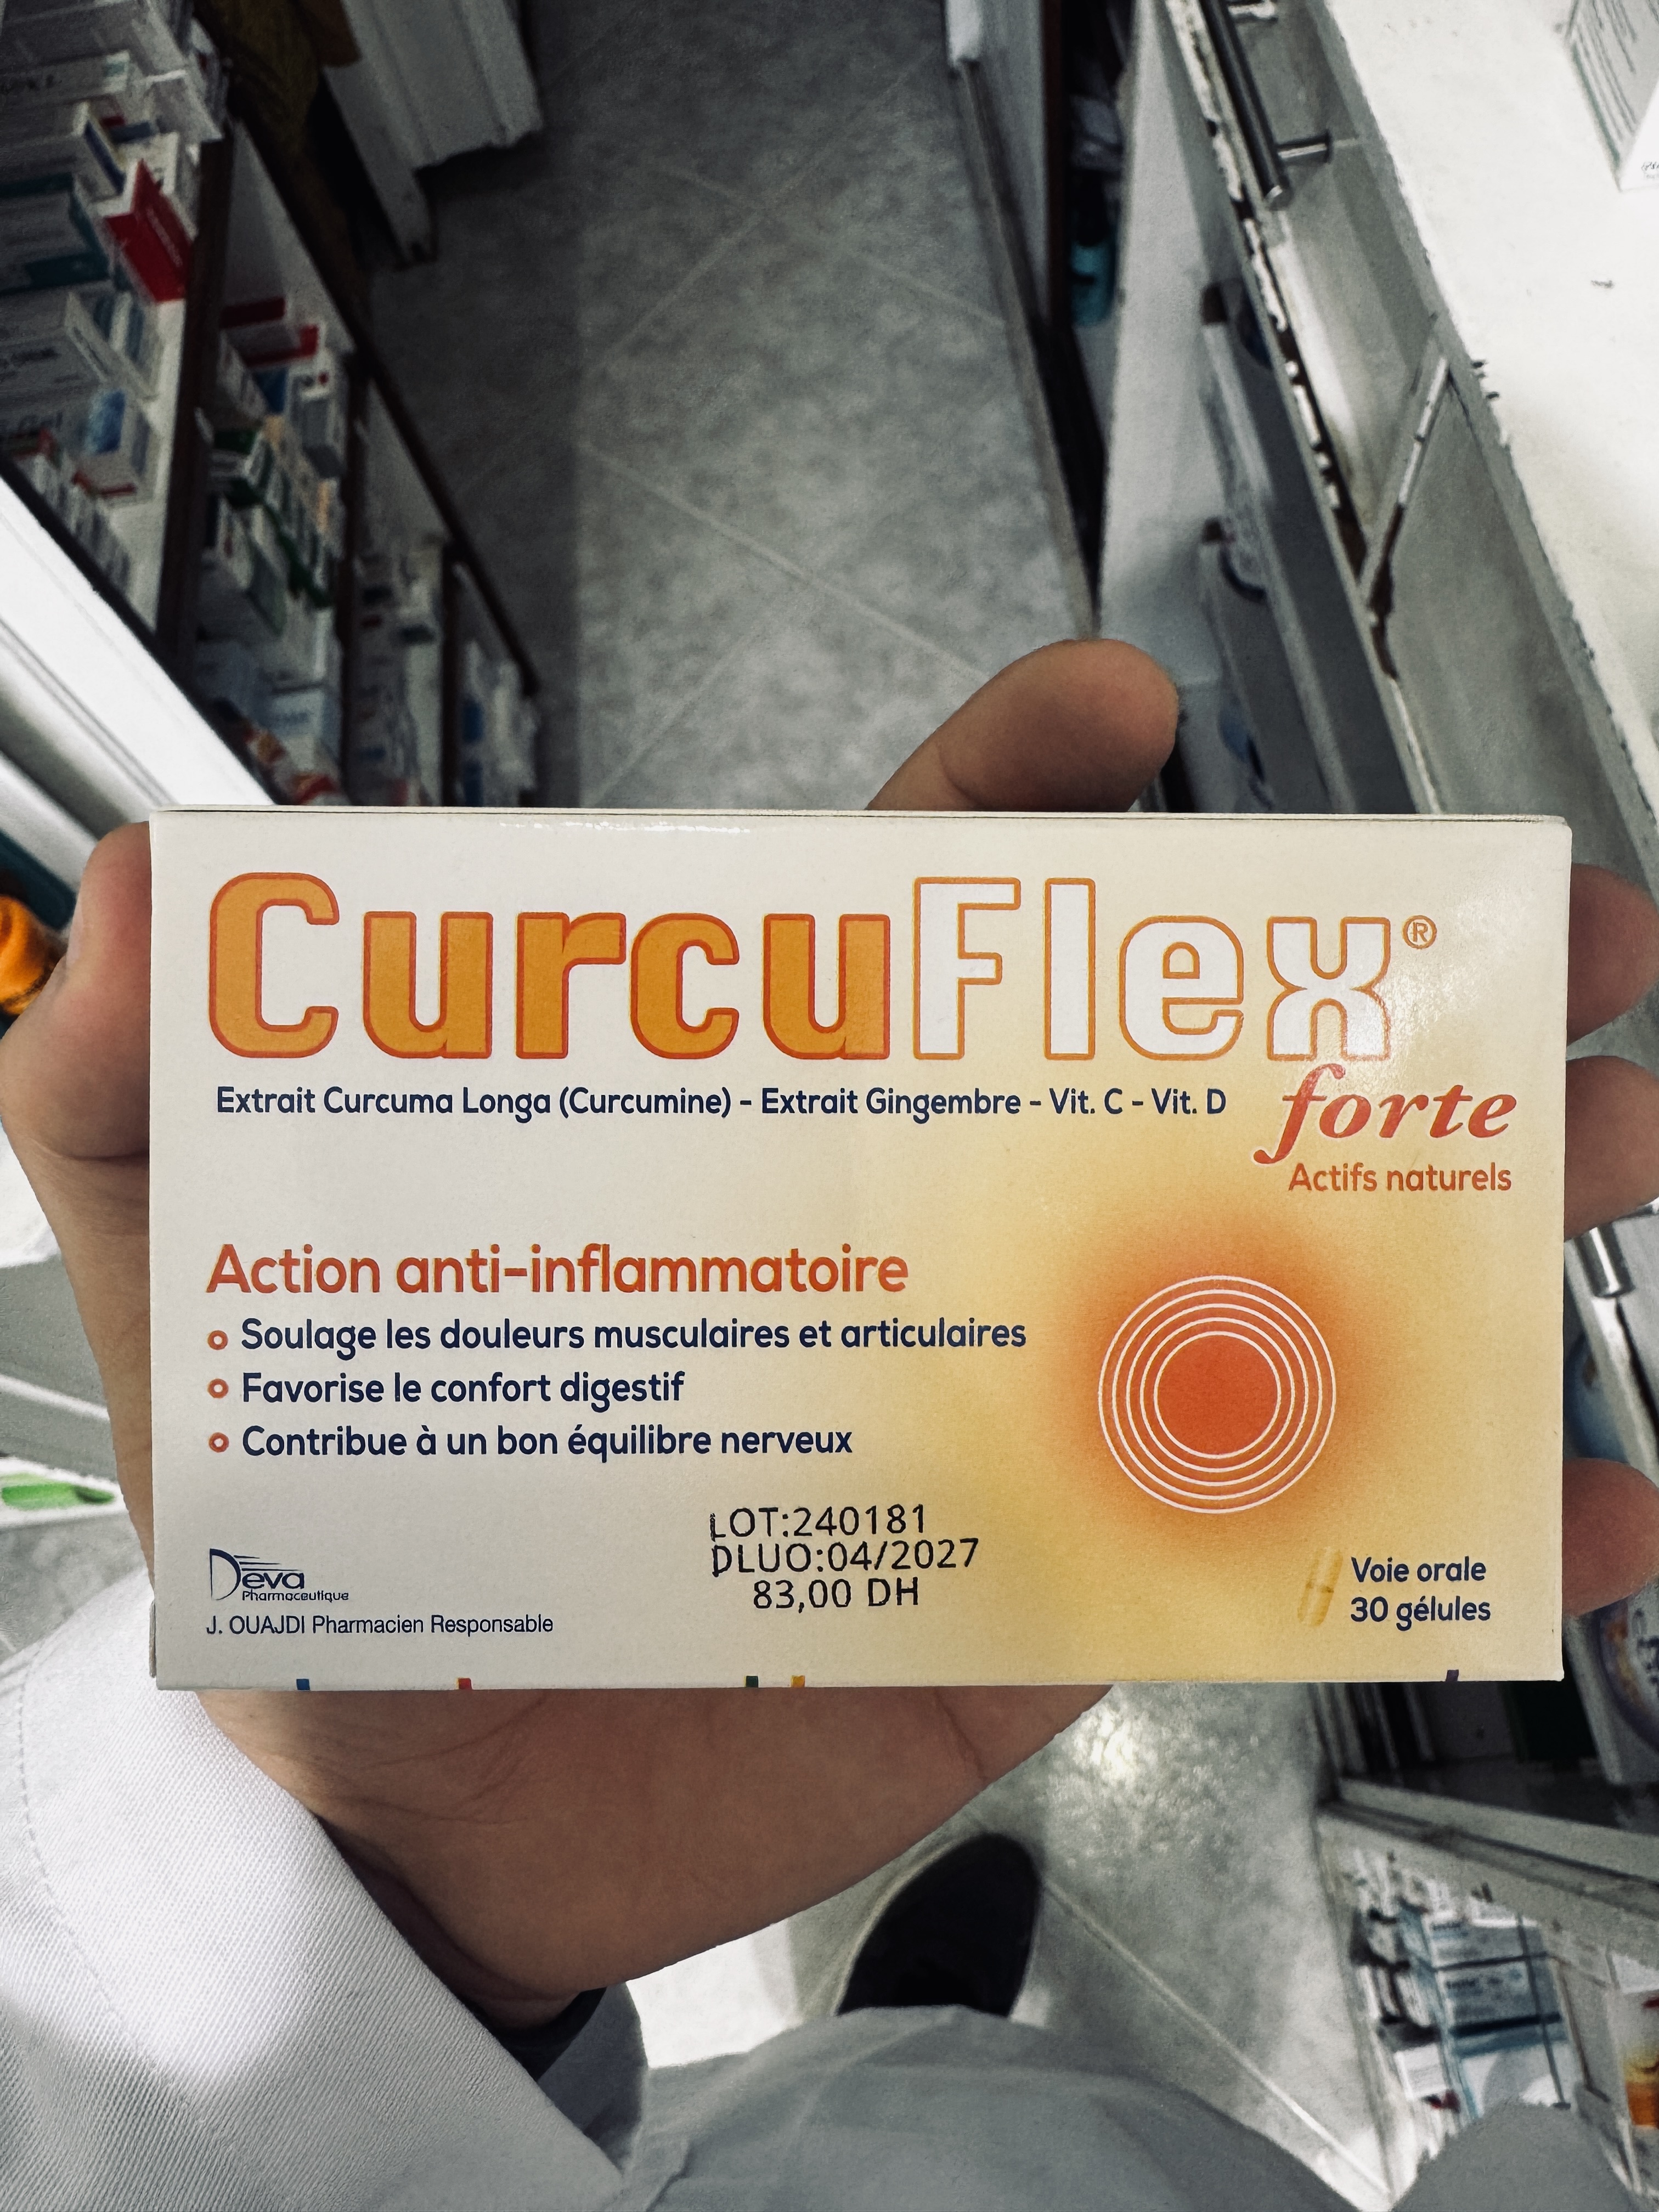 CurcuFlex®
Extrait Curcuma Longa (Curcumine) - Extrait Gingembre - Vit. C - Vit. D
forte
Actifs naturels
Action anti-inflammatoire
Soulage les douleurs musculaires et articulaires
Favorise le confort digestif
Contribue à un bon équilibre nerveux
LOT:240181
DLUO:04/2027
83,00 DH
Deva
Pharmaceutique
J. OUAJDI Pharmacien Responsable
Voie orale
30 gélules